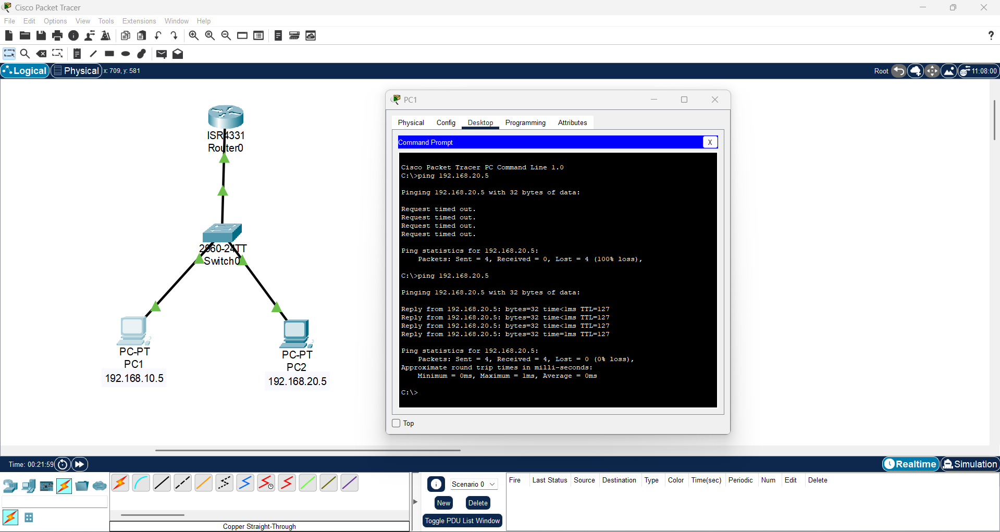 Cisco Packet Tracer
File Edit Options View Tools Extensions Window Help
?
Logical Physical x: 709, y: 581 Root 11:08:00
ISR4331
Router0
2960-24TT
Switch0
PC-PT
PC1
192.168.10.5
PC-PT
PC2
192.168.20.5
PC1
Physical Config Desktop Programming Attributes
Command Prompt X
Cisco Packet Tracer PC Command Line 1.0
C:\>ping 192.168.20.5
Pinging 192.168.20.5 with 32 bytes of data:
Request timed out.
Request timed out.
Request timed out.
Request timed out.
Ping statistics for 192.168.20.5:
Packets: Sent = 4, Received = 0, Lost = 4 (100% loss),
C:\>ping 192.168.20.5
Pinging 192.168.20.5 with 32 bytes of data:
Reply from 192.168.20.5: bytes=32 time<1ms TTL=127
Reply from 192.168.20.5: bytes=32 time<1ms TTL=127
Reply from 192.168.20.5: bytes=32 time<1ms TTL=127
Reply from 192.168.20.5: bytes=32 time=1ms TTL=127
Ping statistics for 192.168.20.5:
Packets: Sent = 4, Received = 4, Lost = 0 (0% loss),
Approximate round trip times in milli-seconds:
Minimum = 0ms, Maximum = 1ms, Average = 0ms
C:\>
Top
Time: 00:21:59 Realtime Simulation
Scenario 0
New Delete
Toggle PDU List Window
Fire Last Status Source Destination Type Color Time(sec) Periodic Num Edit Delete
Copper Straight-Through